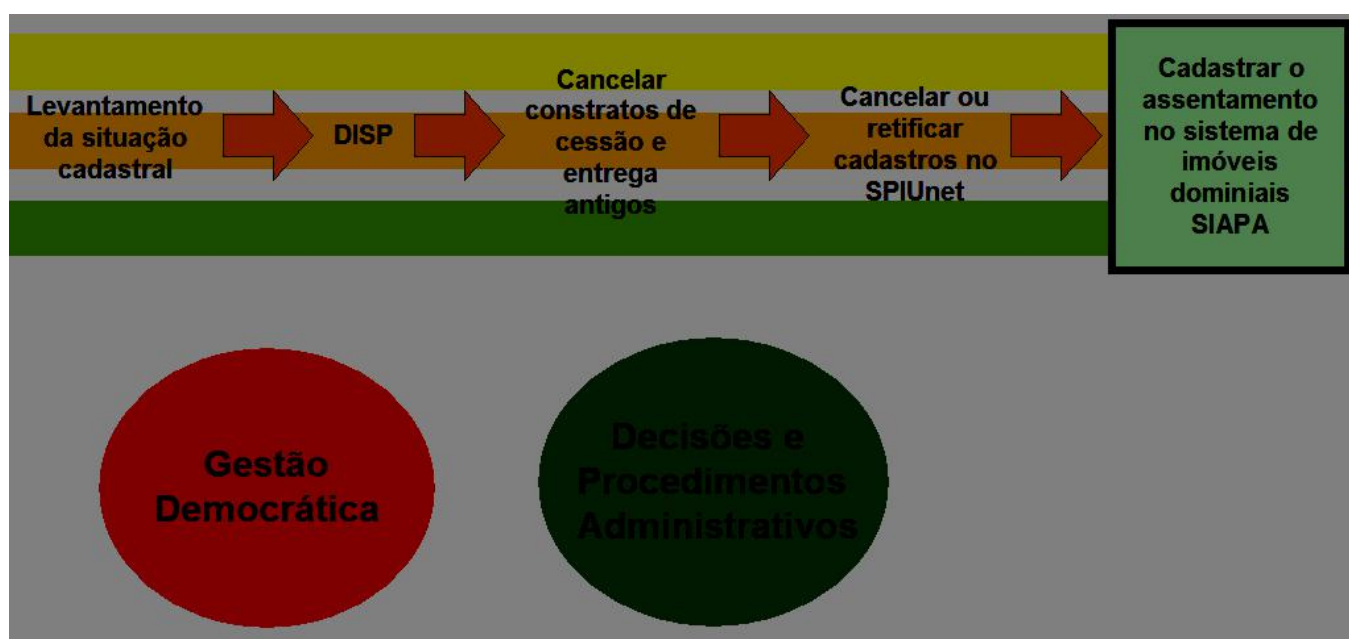 Levantamento
da situação
cadastral
DISP
Cancelar
constratos de
cessão e
entrega
antigos
Cancelar ou
retificar
cadastros no
SPIUnet
Cadastrar o
assentamento
no sistema de
imóveis
dominiais
SIAPA
Gestão
Democrática
Decisões e
Procedimentos
Administrativos